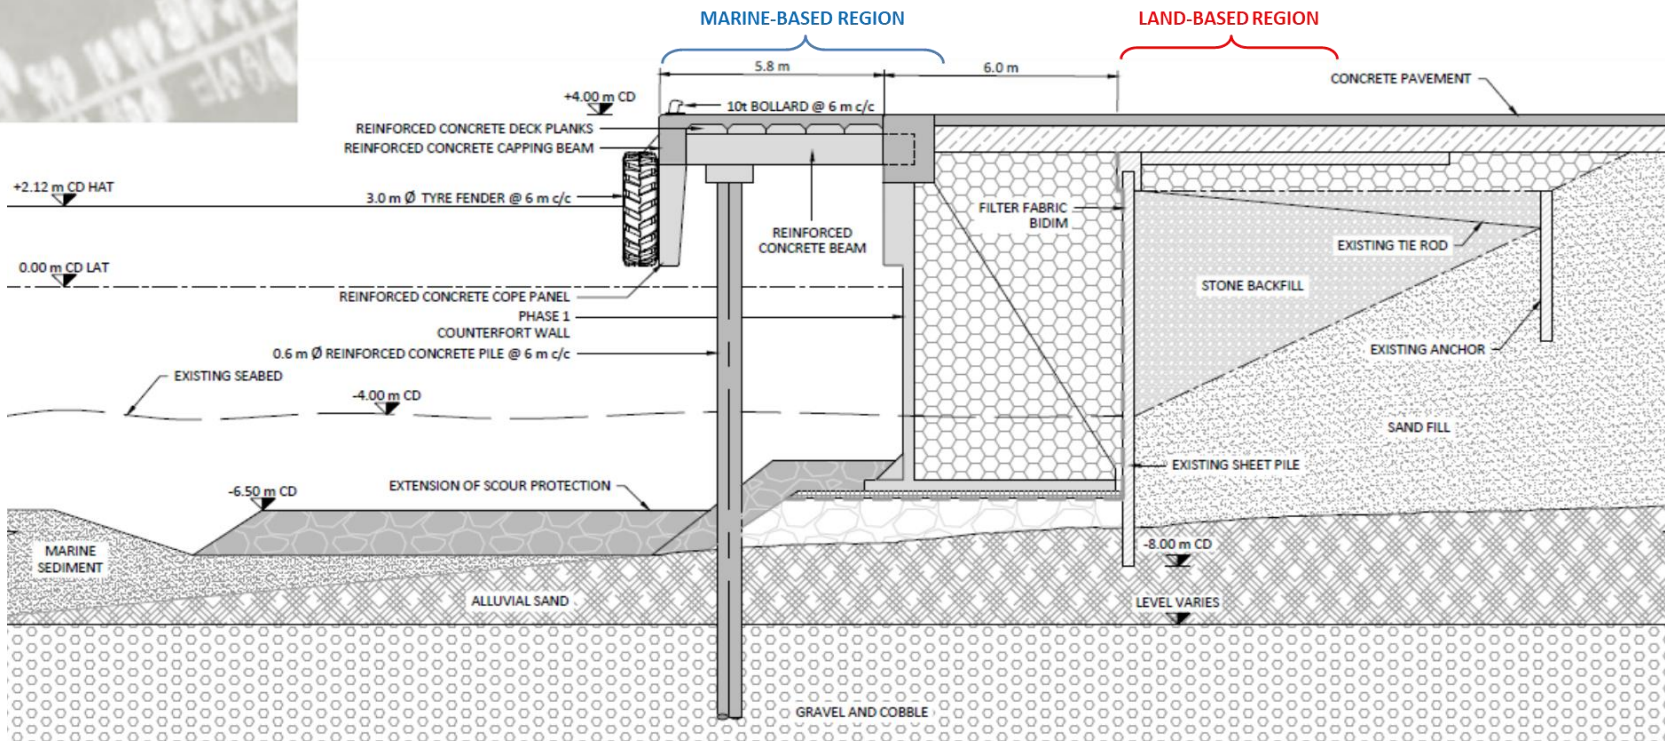 MARINE-BASED REGION
LAND-BASED REGION
5.8 m
6.0 m
CONCRETE PAVEMENT
+4.00 m CD
10t BOLLARD @ 6 m c/c
REINFORCED CONCRETE DECK PLANKS
REINFORCED CONCRETE CAPPING BEAM
+2.12 m CD HAT
3.0 m Ø TYRE FENDER @ 6 m c/c
FILTER FABRIC
BIDIM
REINFORCED
CONCRETE BEAM
EXISTING TIE ROD
0.00 m CD LAT
STONE BACKFILL
REINFORCED CONCRETE COPE PANEL
PHASE 1
COUNTERFORT WALL
0.6 m Ø REINFORCED CONCRETE PILE @ 6 m c/c
EXISTING ANCHOR
EXISTING SEABED
-4.00 m CD
SAND FILL
EXISTING SHEET PILE
EXTENSION OF SCOUR PROTECTION
-6.50 m CD
-8.00 m CD
MARINE
SEDIMENT
ALLUVIAL SAND
LEVEL VARIES
GRAVEL AND COBBLE